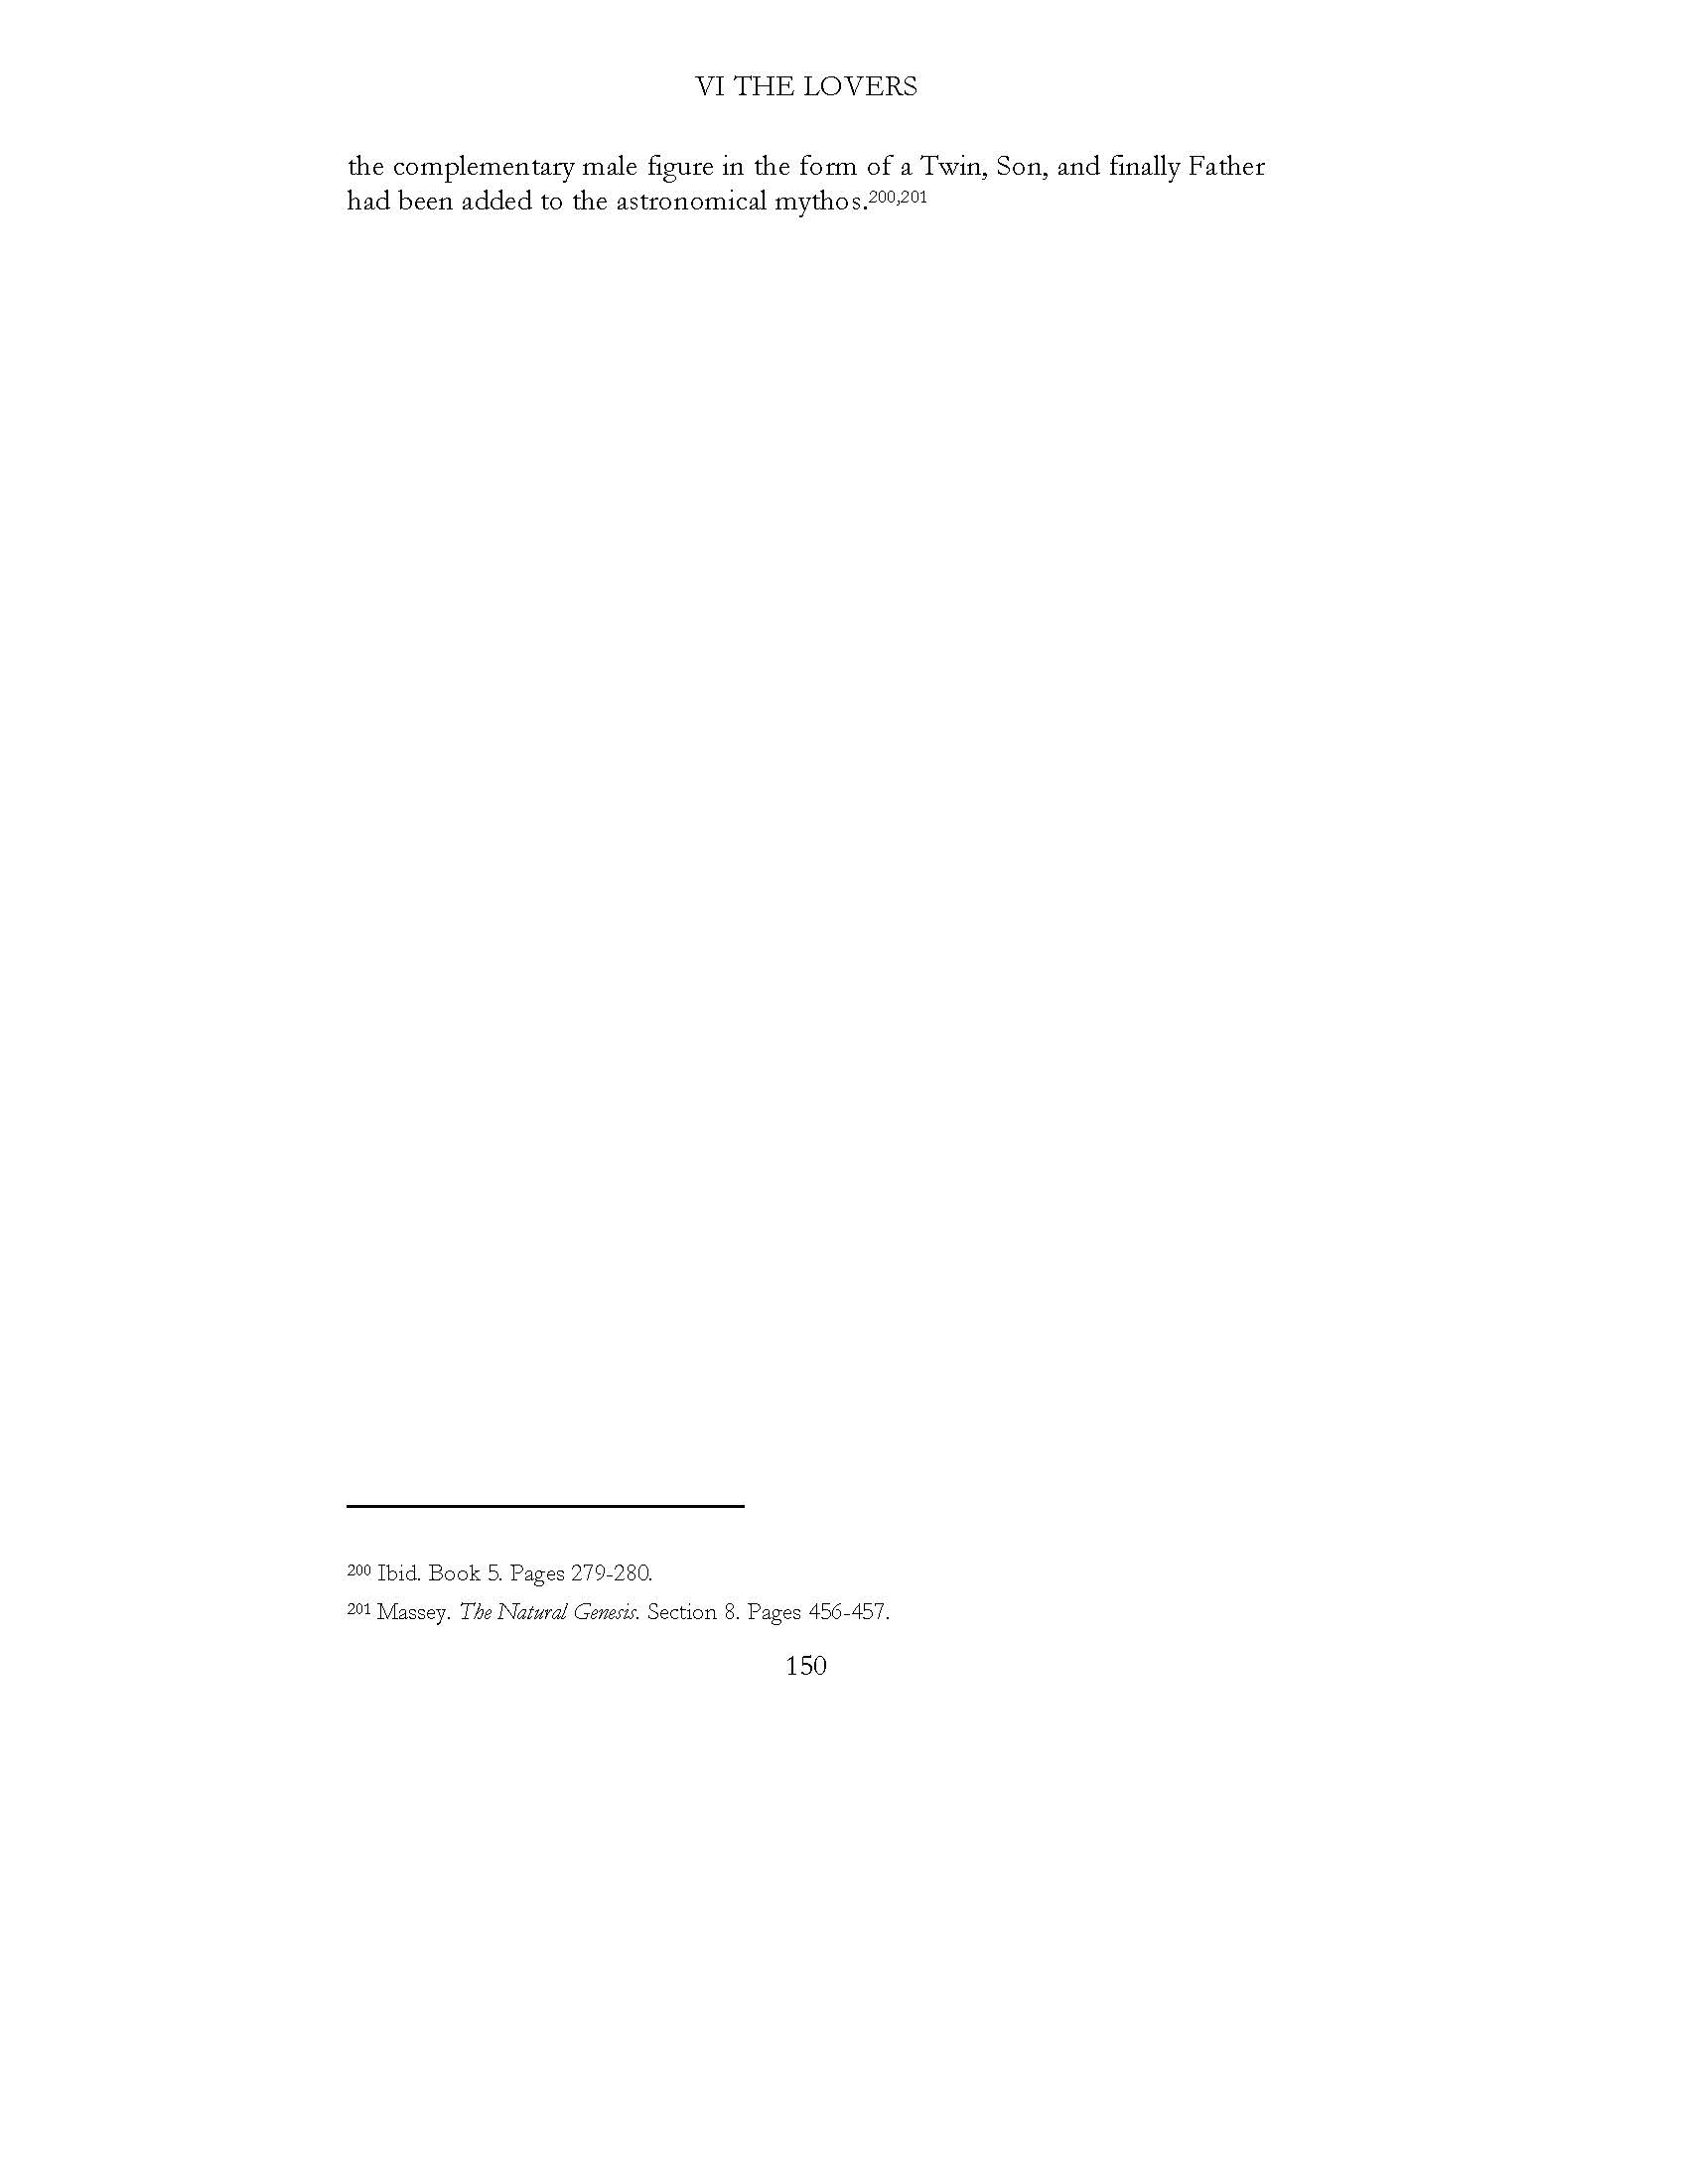 VI THE LOVERS
the complementary male figure in the form of a Twin, Son, and finally Father
had been added to the astronomical mythos.200,201
200 Ibid. Book 5. Pages 279-280.
201 Massey. The Natural Genesis. Section 8. Pages 456-457.
150